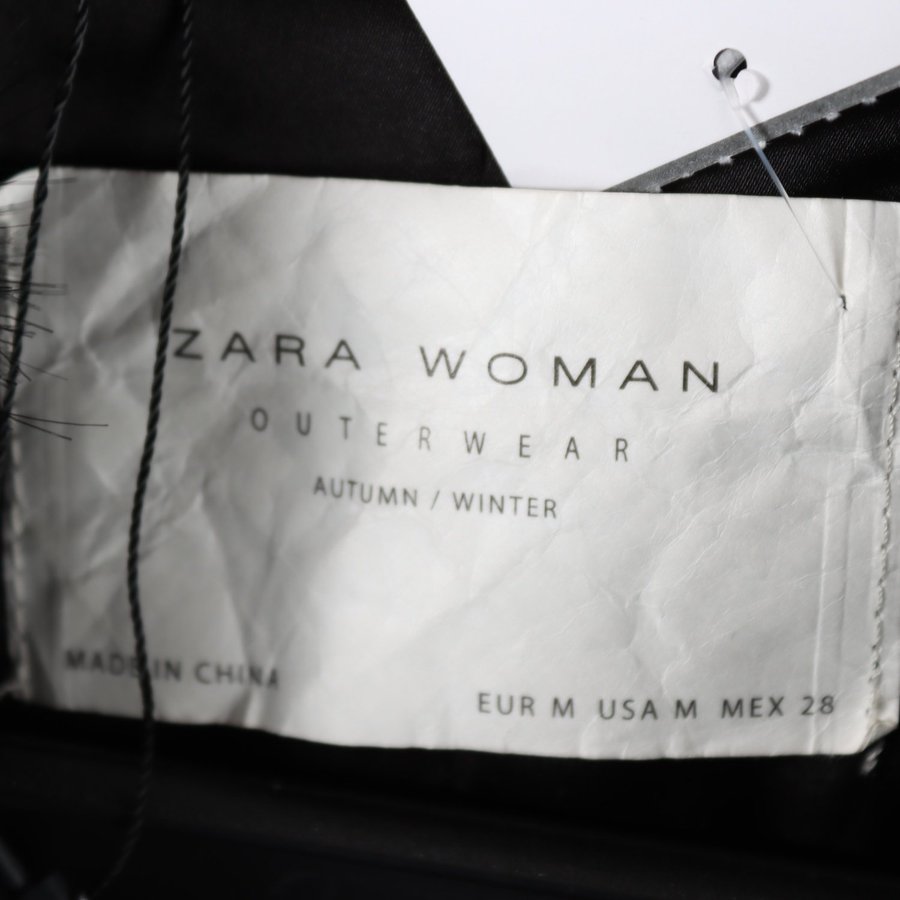 ZARA WOMAN
OUTERWEAR
AUTUMN / WINTER
MADE IN CHINA
EUR M USA M MEX 28